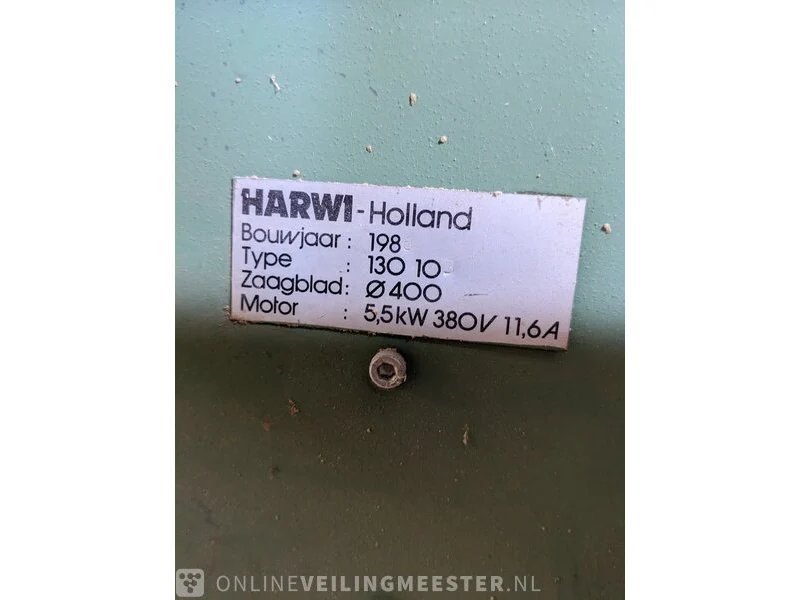 HARWI-Holland
Bouwjaar: 198
Type : 130 10
Zaagblad: Ø400
Motor : 5,5kW 380V 11,6A
ONLINEVEILINGMEESTER.NL